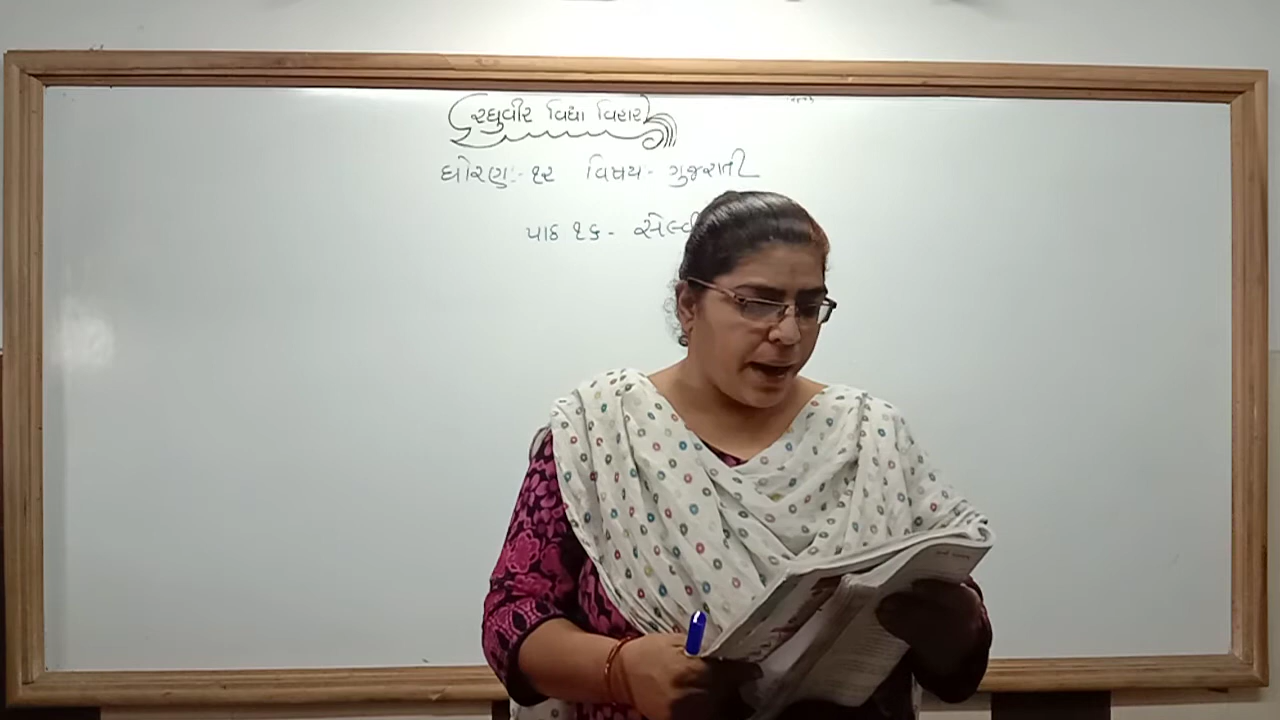 રઘુવીર વિદ્યા વિહાર
ધોરણ:- ૧૨ વિષય - ગુજરાતી
પાઠ ૧૬ -